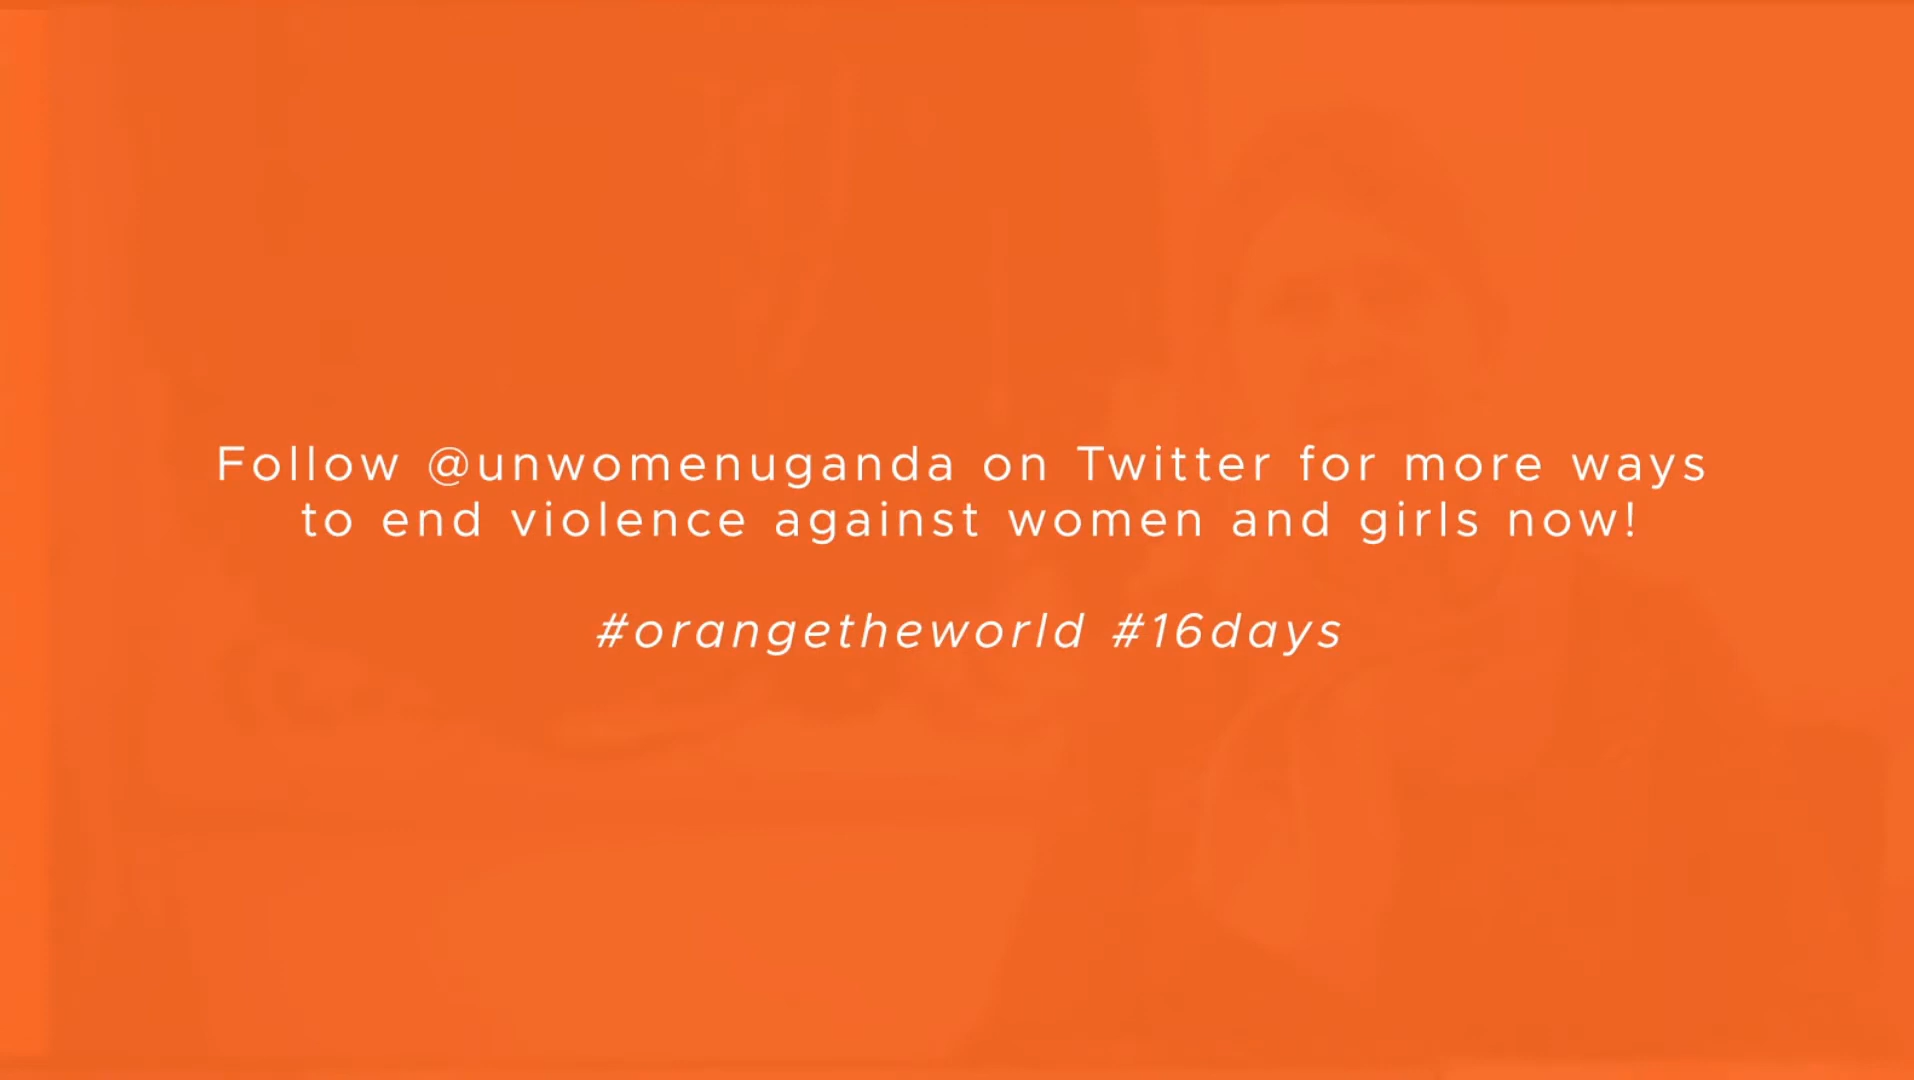 Follow @unwomenuganda on Twitter for more ways
to end violence against women and girls now!
#orangetheworld #16days